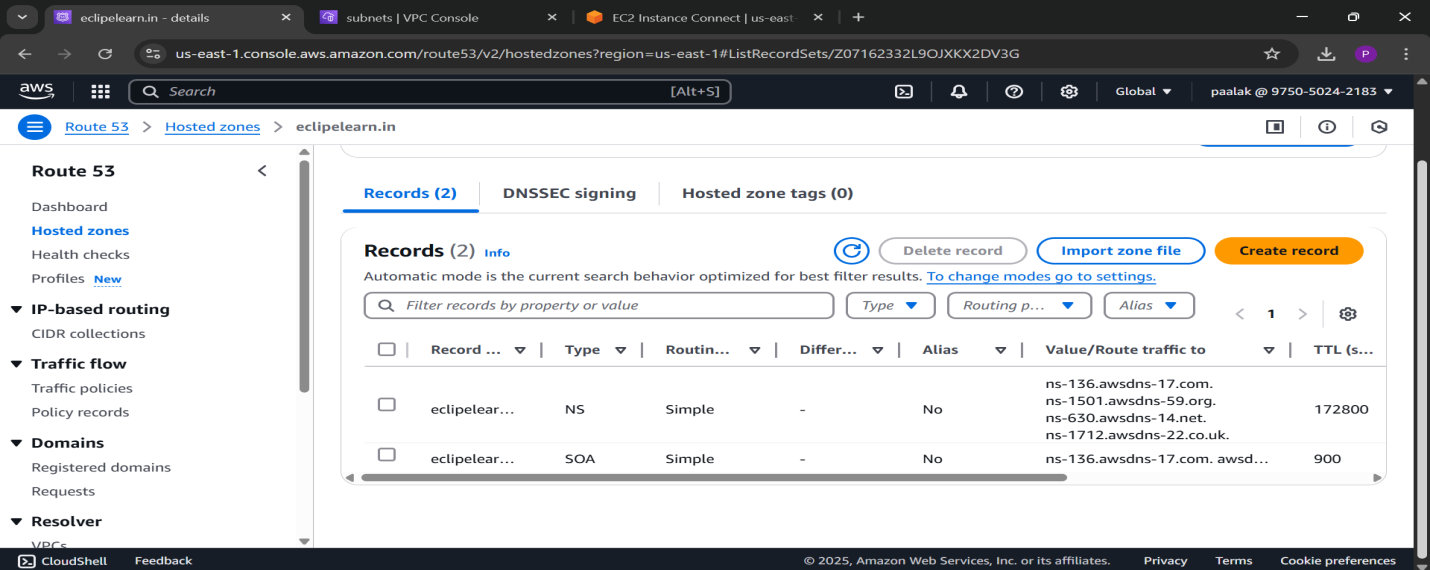 eclipelearn.in - details
subnets | VPC Console
EC2 Instance Connect | us-east-
us-east-1.console.aws.amazon.com/route53/v2/hostedzones?region=us-east-1#ListRecordSets/Z07162332L9OJXKX2DV3G
P
aws
Search
[Alt+S]
Global
paalak @ 9750-5024-2183
Route 53
Hosted zones
eclipelearn.in
Route 53
Dashboard
Hosted zones
Health checks
Profiles New
IP-based routing
CIDR collections
Traffic flow
Traffic policies
Policy records
Domains
Registered domains
Requests
Resolver
VPCs
Records (2)
DNSSEC signing
Hosted zone tags (0)
Records (2) Info
Delete record
Import zone file
Create record
Automatic mode is the current search behavior optimized for best filter results. To change modes go to settings.
Filter records by property or value
Type
Routing p...
Alias
1
Record ... Type Routin... Differ... Alias Value/Route traffic to TTL (s...
eclipelear... NS Simple - No
ns-136.awsdns-17.com.
ns-1501.awsdns-59.org.
ns-630.awsdns-14.net.
ns-1712.awsdns-22.co.uk.
172800
eclipelear... SOA Simple - No ns-136.awsdns-17.com. awsd... 900
CloudShell
Feedback
© 2025, Amazon Web Services, Inc. or its affiliates.
Privacy
Terms
Cookie preferences